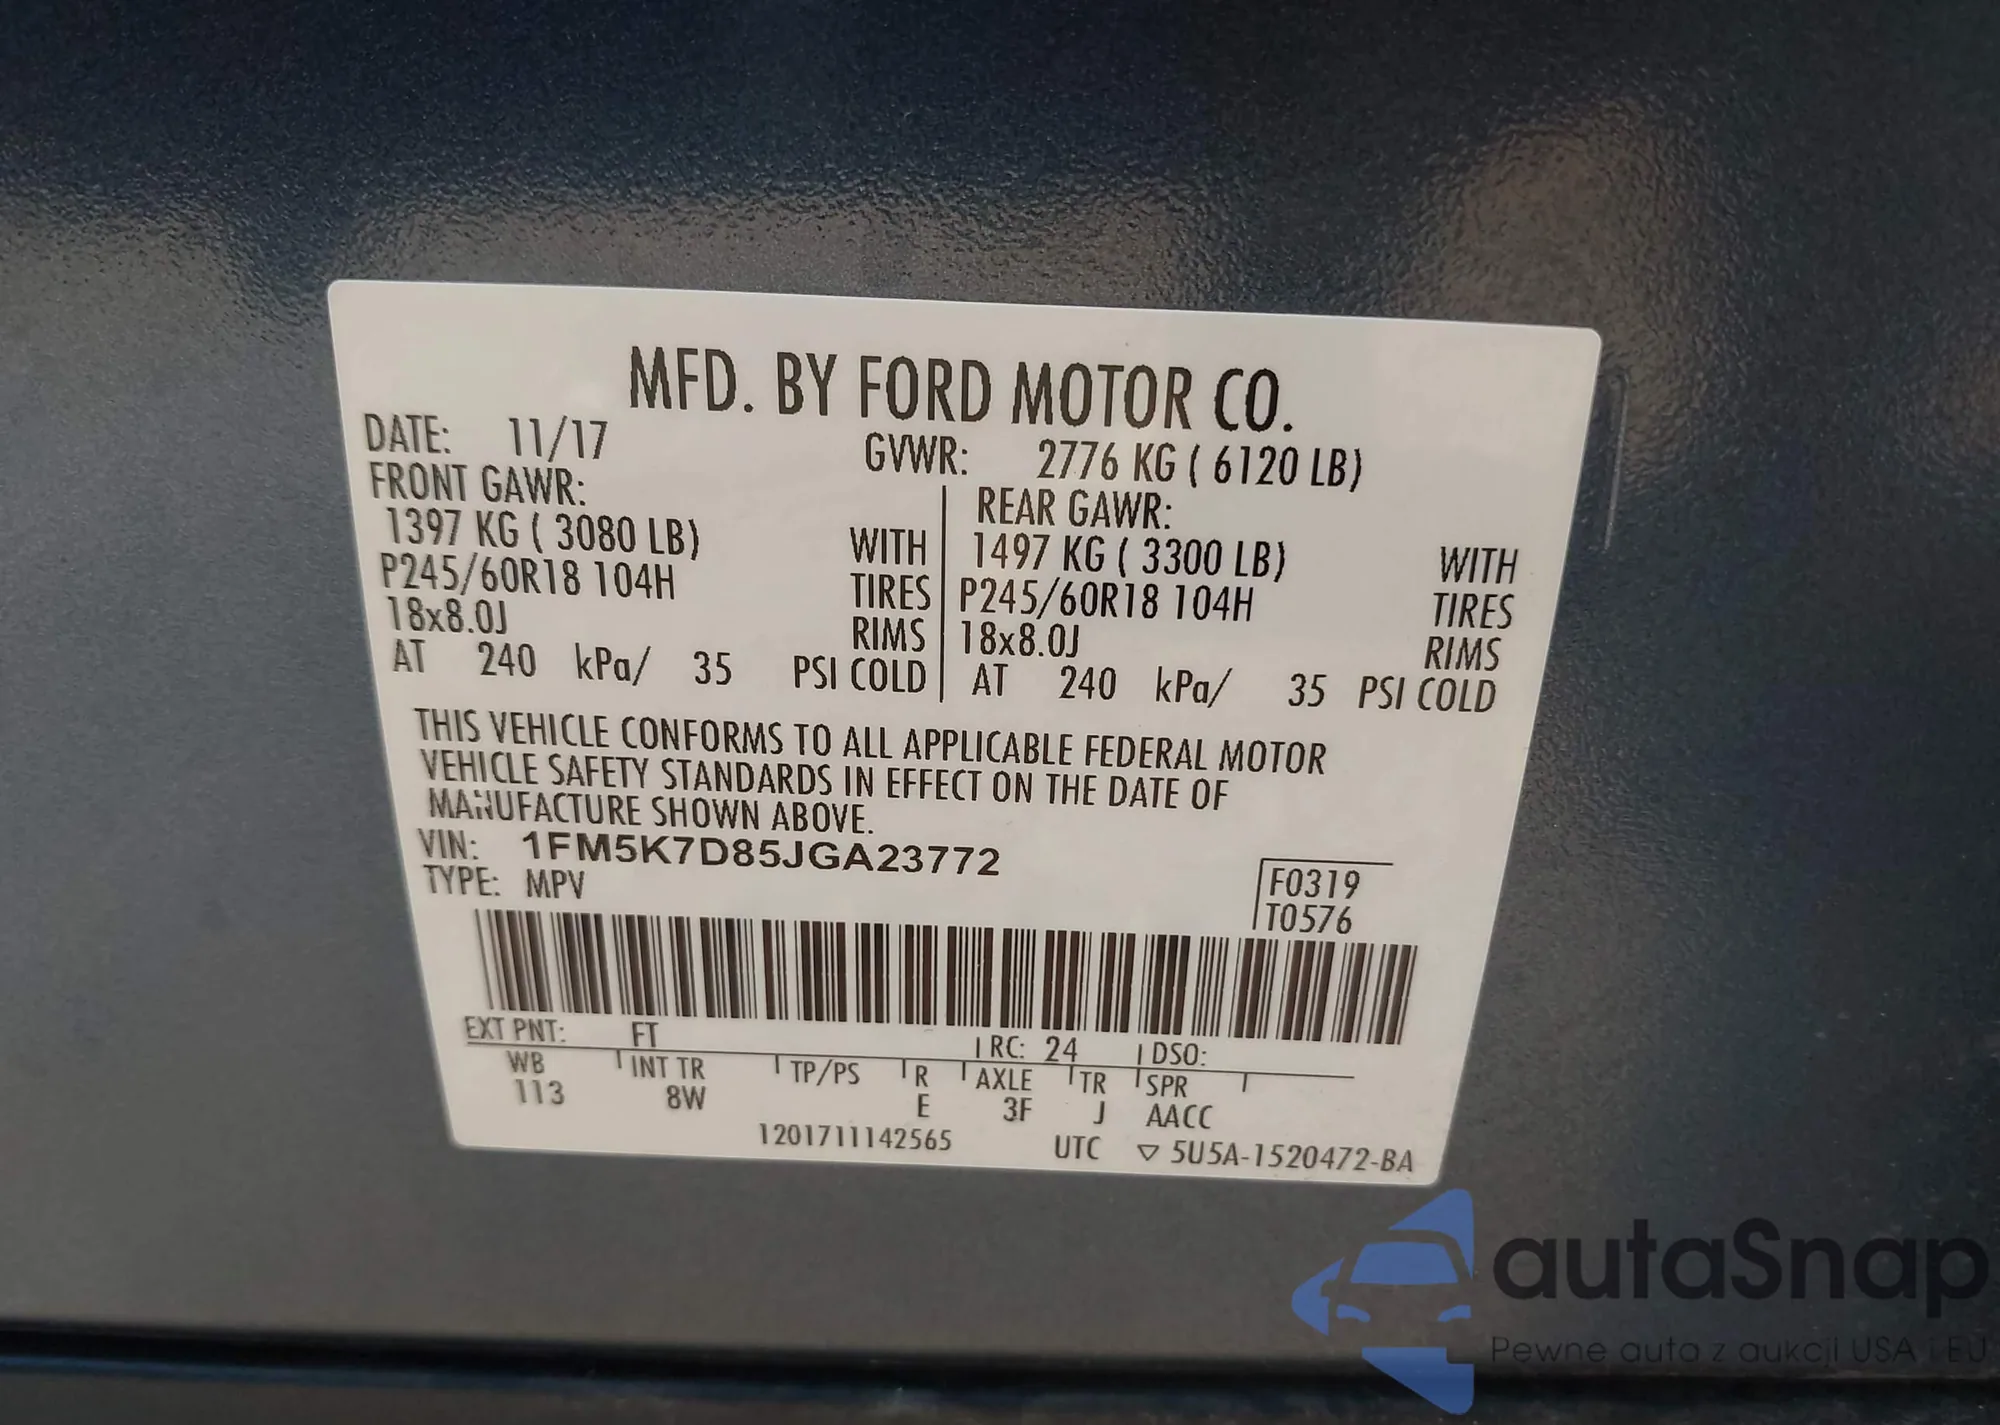 MFD. BY FORD MOTOR CO.
DATE: 11/17 GVWR: 2776 KG ( 6120 LB)
FRONT GAWR: REAR GAWR:
1397 KG ( 3080 LB) WITH 1497 KG ( 3300 LB) WITH
P245/60R18 104H TIRES P245/60R18 104H TIRES
18x8.0J RIMS 18x8.0J RIMS
AT 240 kPa/ 35 PSI COLD AT 240 kPa/ 35 PSI COLD
THIS VEHICLE CONFORMS TO ALL APPLICABLE FEDERAL MOTOR
VEHICLE SAFETY STANDARDS IN EFFECT ON THE DATE OF
MANUFACTURE SHOWN ABOVE.
VIN: 1FM5K7D85JGA23772
TYPE: MPV F0319
T0576
EXT PNT: FT RC: 24 DSO:
WB INT TR TP/PS R AXLE TR SPR
113 8W E 3F J AACC
1201711142565 UTC ▽ 5U5A-1520472-BA
autaSnap
Pewne auta z aukcji USA i EU